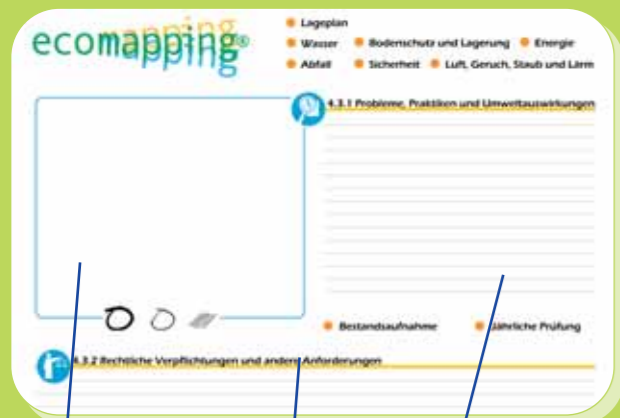 ecomapping®
Lageplan
Wasser Bodenschutz und Lagerung Energie
Abfall Sicherheit Luft, Geruch, Staub und Lärm
4.3.1 Probleme, Praktiken und Umweltauswirkungen
Bestandsaufnahme Jährliche Prüfung
4.3.2 Rechtliche Verpflichtungen und andere Anforderungen